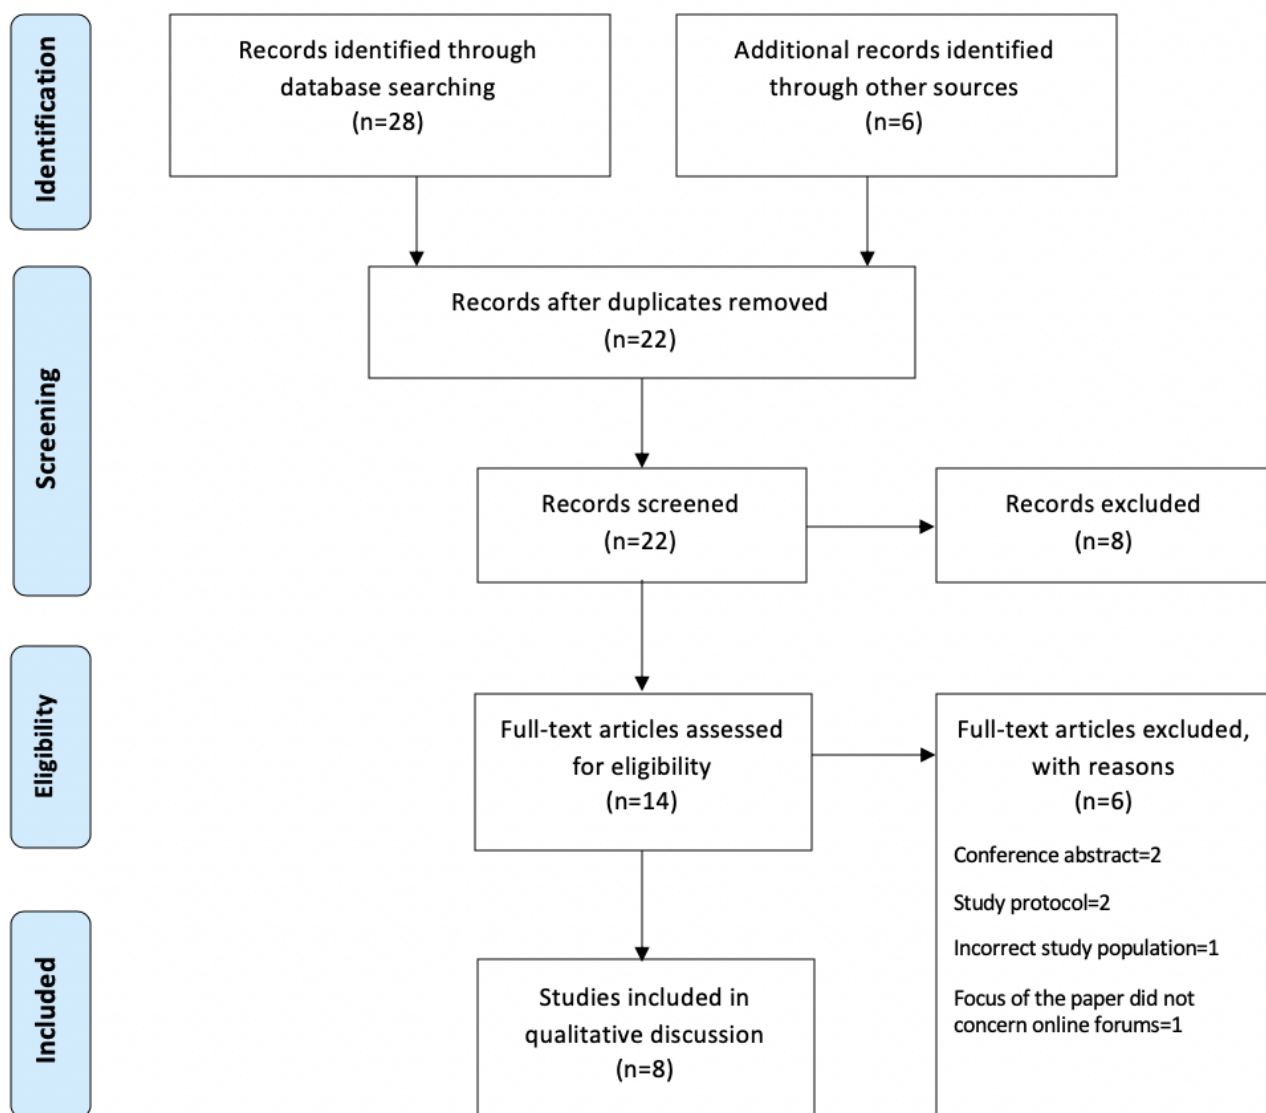 Identification
Records identified through
database searching
(n=28)
Additional records identified
through other sources
(n=6)
Screening
Records after duplicates removed
(n=22)
Records screened
(n=22)
Records excluded
(n=8)
Eligibility
Full-text articles assessed
for eligibility
(n=14)
Full-text articles excluded,
with reasons
(n=6)
Conference abstract=2
Study protocol=2
Incorrect study population=1
Focus of the paper did not
concern online forums=1
Included
Studies included in
qualitative discussion
(n=8)